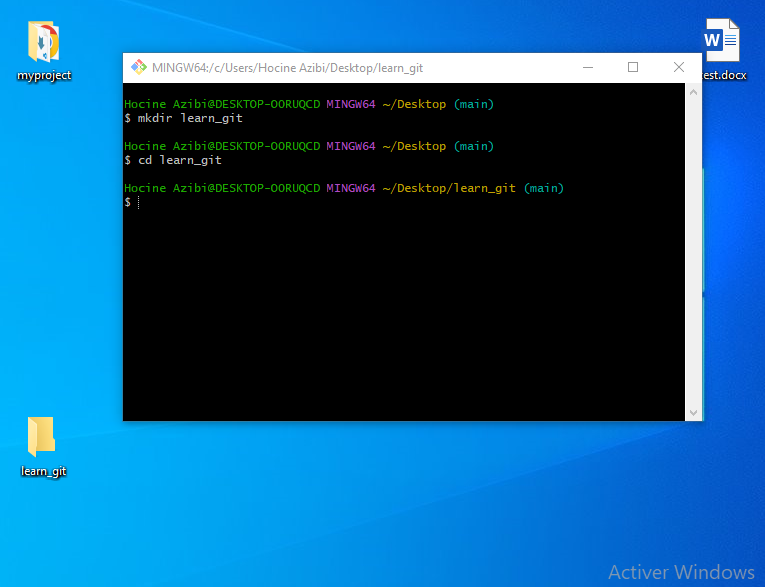 myproject
W
test.docx
MINGW64:/c/Users/Hocine Azibi/Desktop/learn_git
Hocine Azibi@DESKTOP-OORUQCD MINGW64 ~/Desktop (main)
$ mkdir learn_git
Hocine Azibi@DESKTOP-OORUQCD MINGW64 ~/Desktop (main)
$ cd learn_git
Hocine Azibi@DESKTOP-OORUQCD MINGW64 ~/Desktop/learn_git (main)
$
learn_git
Activer Windows